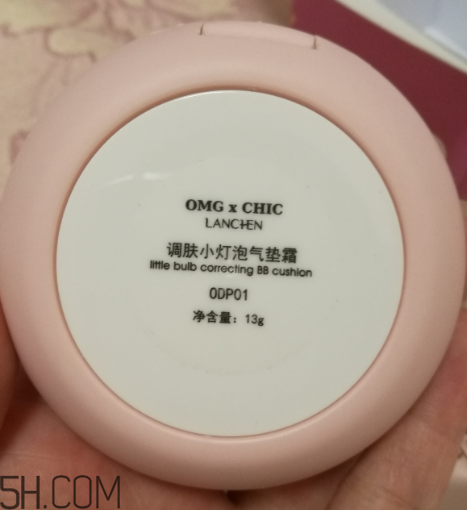 OMG x CHIC
LANCHEN
调肤小灯泡气垫霜
little bulb correcting BB cushion
ODP01
净含量：13g
5H.COM